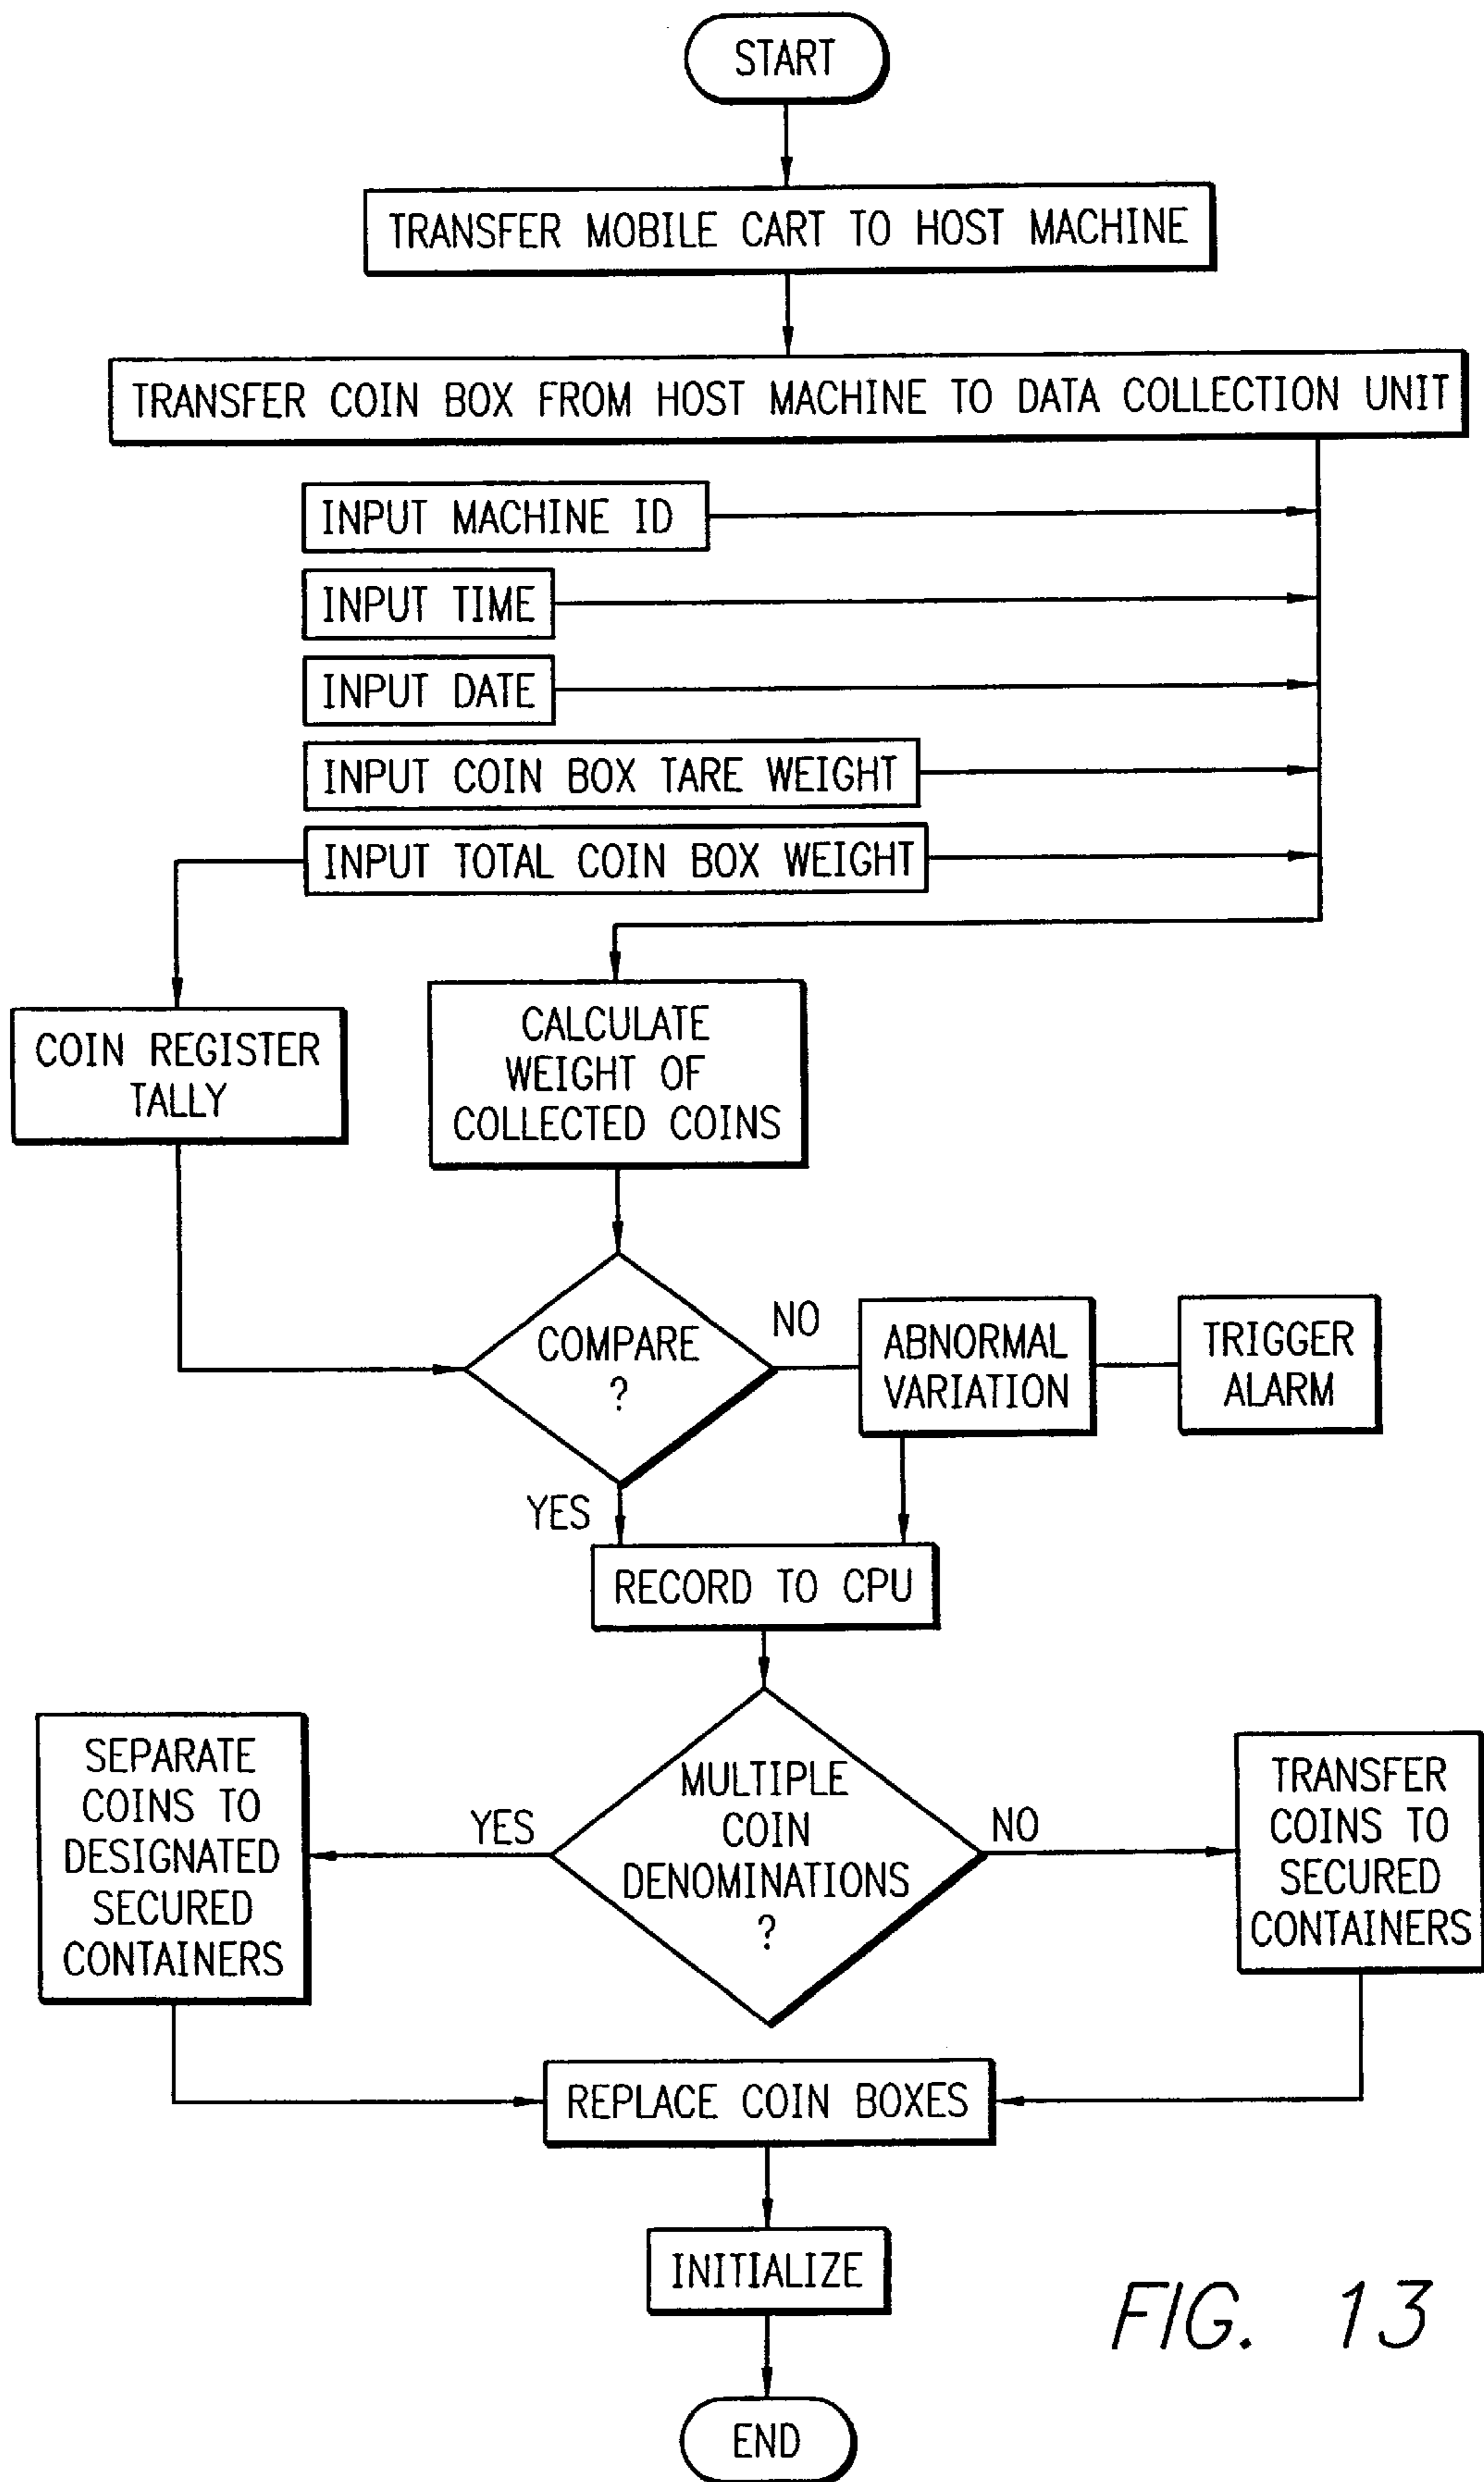 START
TRANSFER MOBILE CART TO HOST MACHINE
TRANSFER COIN BOX FROM HOST MACHINE TO DATA COLLECTION UNIT
INPUT MACHINE ID
INPUT TIME
INPUT DATE
INPUT COIN BOX TARE WEIGHT
INPUT TOTAL COIN BOX WEIGHT
COIN REGISTER
TALLY
CALCULATE
WEIGHT OF
COLLECTED COINS
COMPARE
?
NO
ABNORMAL
VARIATION
TRIGGER
ALARM
YES
RECORD TO CPU
MULTIPLE
COIN
DENOMINATIONS
?
YES
SEPARATE
COINS TO
DESIGNATED
SECURED
CONTAINERS
NO
TRANSFER
COINS TO
SECURED
CONTAINERS
REPLACE COIN BOXES
INITIALIZE
END
FIG. 13